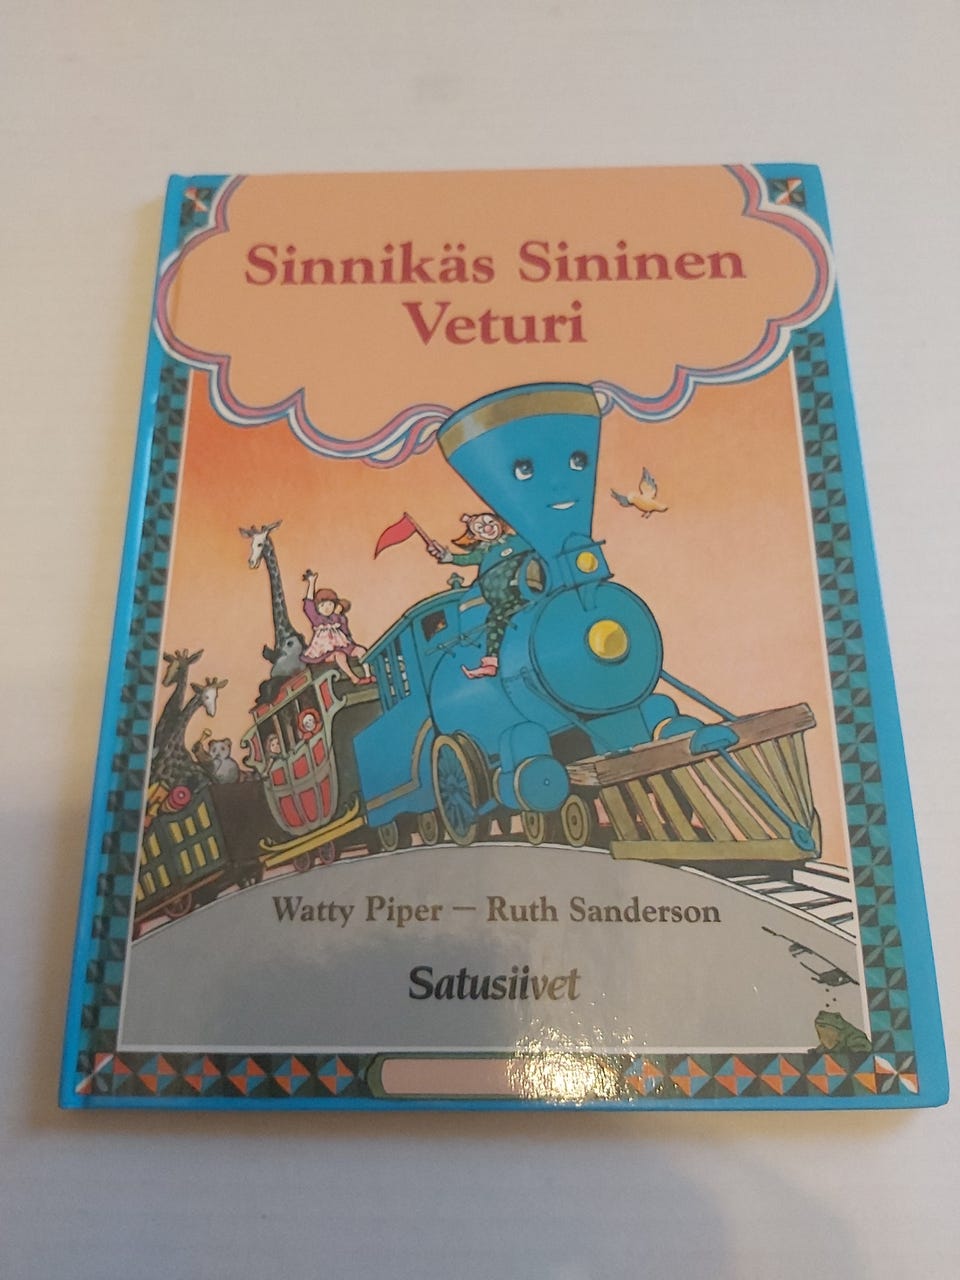 Sinnikäs Sininen
Veturi
Watty Piper – Ruth Sanderson
Satusiivet